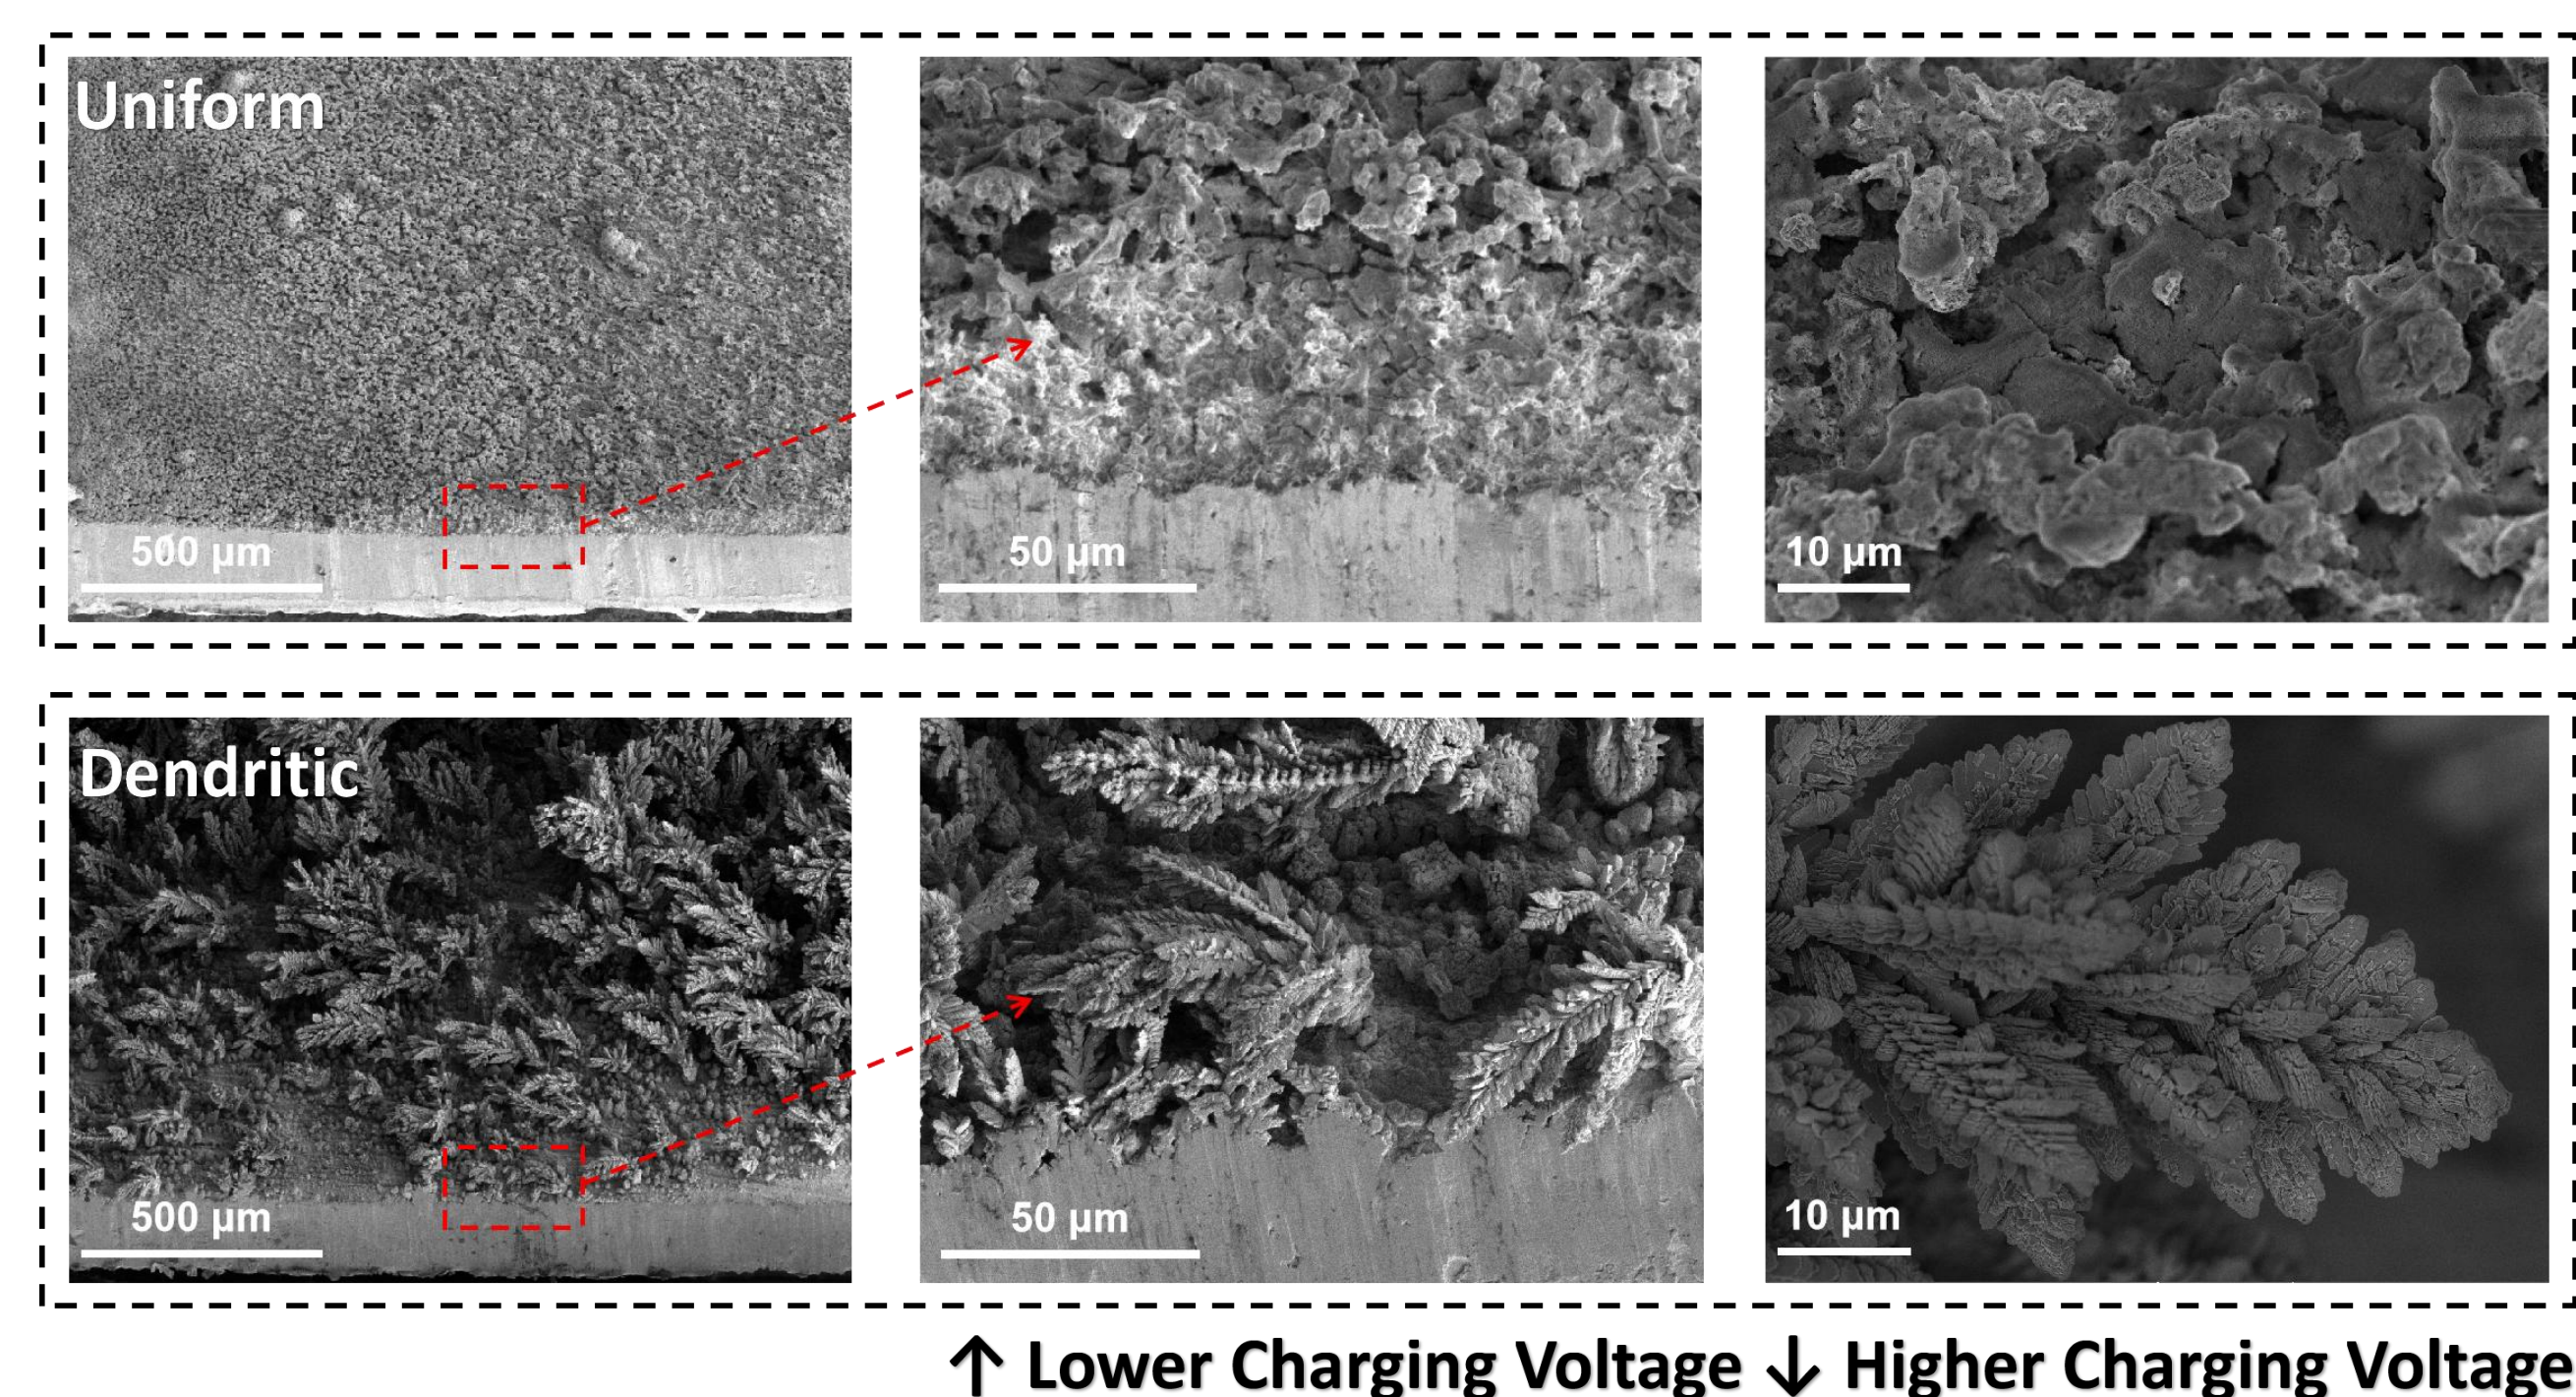 Uniform
500 µm
50 µm
10 µm
Dendritic
500 µm
50 µm
10 µm
↑ Lower Charging Voltage ↓ Higher Charging Voltage